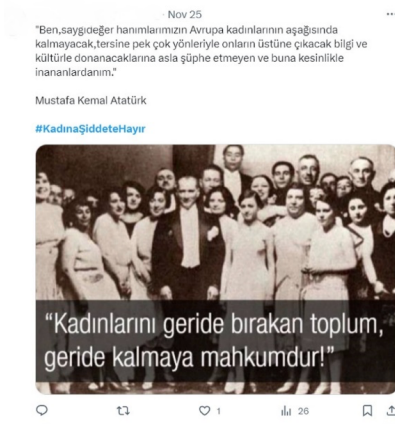 · Nov 25
"Ben,saygıdeğer hanımlarımızın Avrupa kadınlarının aşağısında
kalmayacak,tersine pek çok yönleriyle onların üstüne çıkacak bilgi ve
kültürle donanacaklarına asla şüphe etmeyen ve buna kesinlikle
inananlardanım."
Mustafa Kemal Atatürk
#KadınaŞiddeteHayır
“Kadınlarını geride bırakan toplum,
geride kalmaya mahkumdur!”
1 26